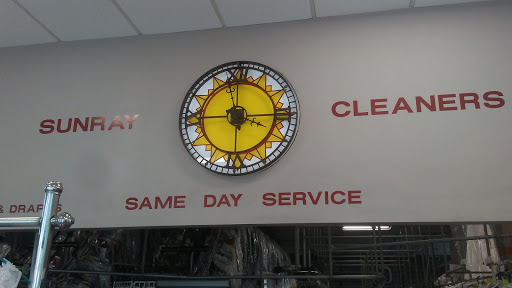 SUNRAY CLEANERS
& DRAPES
SAME DAY SERVICE